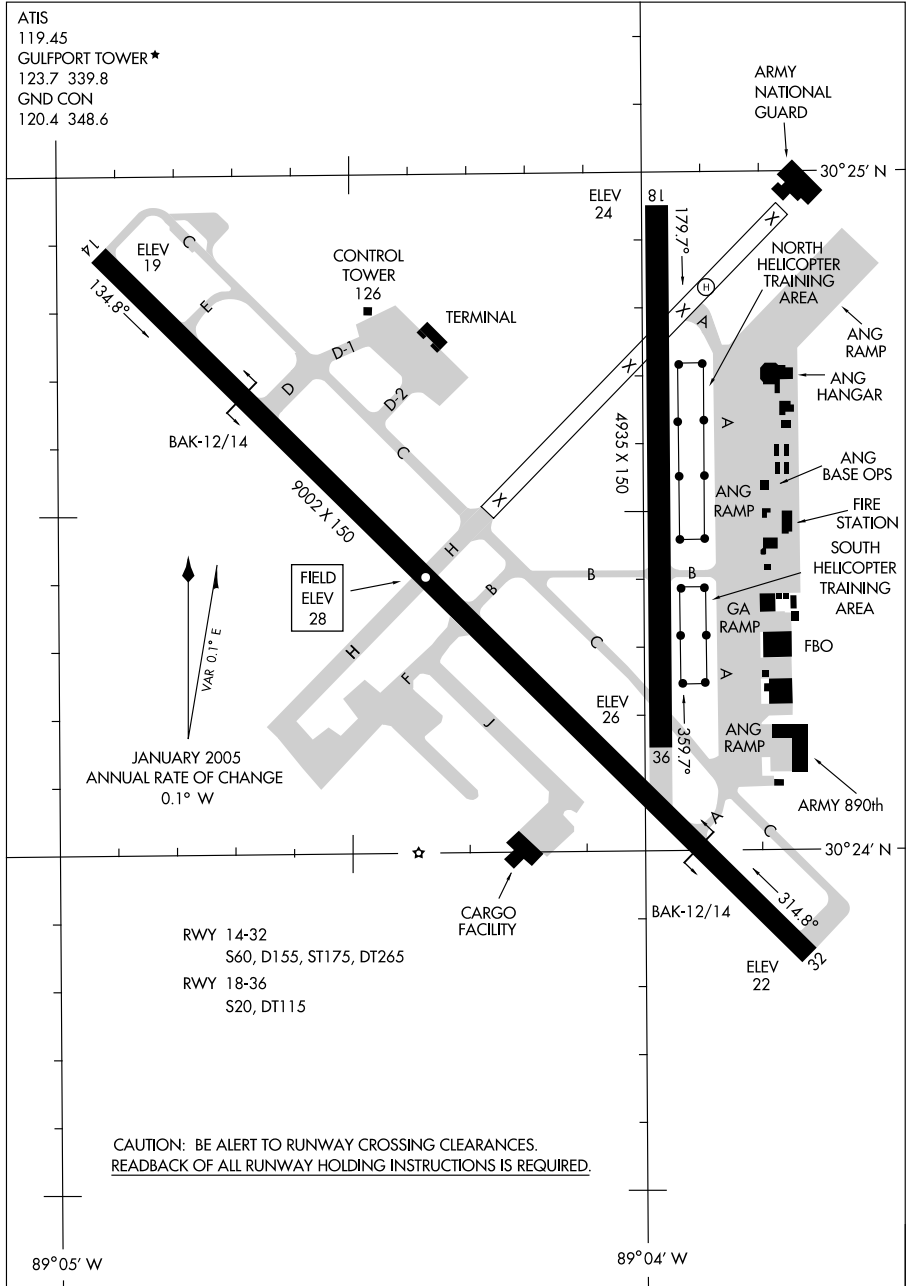 ATIS
119.45
GULFPORT TOWER★
123.7 339.8
GND CON
120.4 348.6
ARMY
NATIONAL
GUARD
30°25' N
ELEV
24
18
179.7°
X
NORTH
HELICOPTER
TRAINING
AREA
14
ELEV
19
134.8°
C
E
CONTROL
TOWER
126
TERMINAL
D-1
D
D-2
H
X
A
X
ANG
RAMP
ANG
HANGAR
BAK-12/14
9002 X 150
C
4935 X 150
A
ANG
BASE OPS
X
ANG
RAMP
FIRE
STATION
H
FIELD
ELEV
28
B
B
B
SOUTH
HELICOPTER
TRAINING
AREA
GA
RAMP
FBO
H
C
F
J
A
VAR 0.1° E
ELEV
26
359.7°
36
ANG
RAMP
JANUARY 2005
ANNUAL RATE OF CHANGE
0.1° W
ARMY 890th
A
C
30°24' N
CARGO
FACILITY
BAK-12/14
314.8°
32
ELEV
22
RWY 14-32
S60, D155, ST175, DT265
RWY 18-36
S20, DT115
CAUTION: BE ALERT TO RUNWAY CROSSING CLEARANCES.
READBACK OF ALL RUNWAY HOLDING INSTRUCTIONS IS REQUIRED.
89°05' W
89°04' W